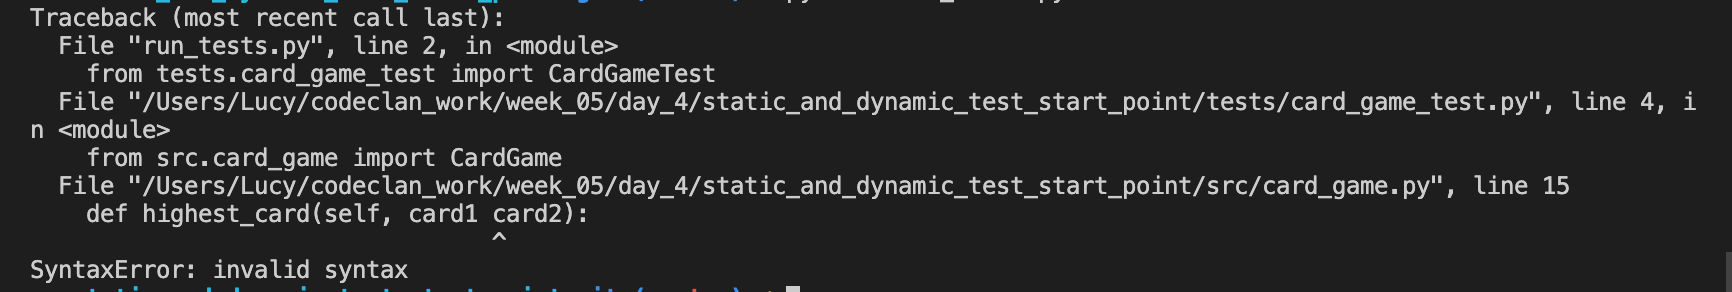 Traceback (most recent call last):
  File "run_tests.py", line 2, in <module>
    from tests.card_game_test import CardGameTest
  File "/Users/Lucy/codeclan_work/week_05/day_4/static_and_dynamic_test_start_point/tests/card_game_test.py", line 4, i
n <module>
    from src.card_game import CardGame
  File "/Users/Lucy/codeclan_work/week_05/day_4/static_and_dynamic_test_start_point/src/card_game.py", line 15
    def highest_card(self, card1 card2):
                                 ^
SyntaxError: invalid syntax